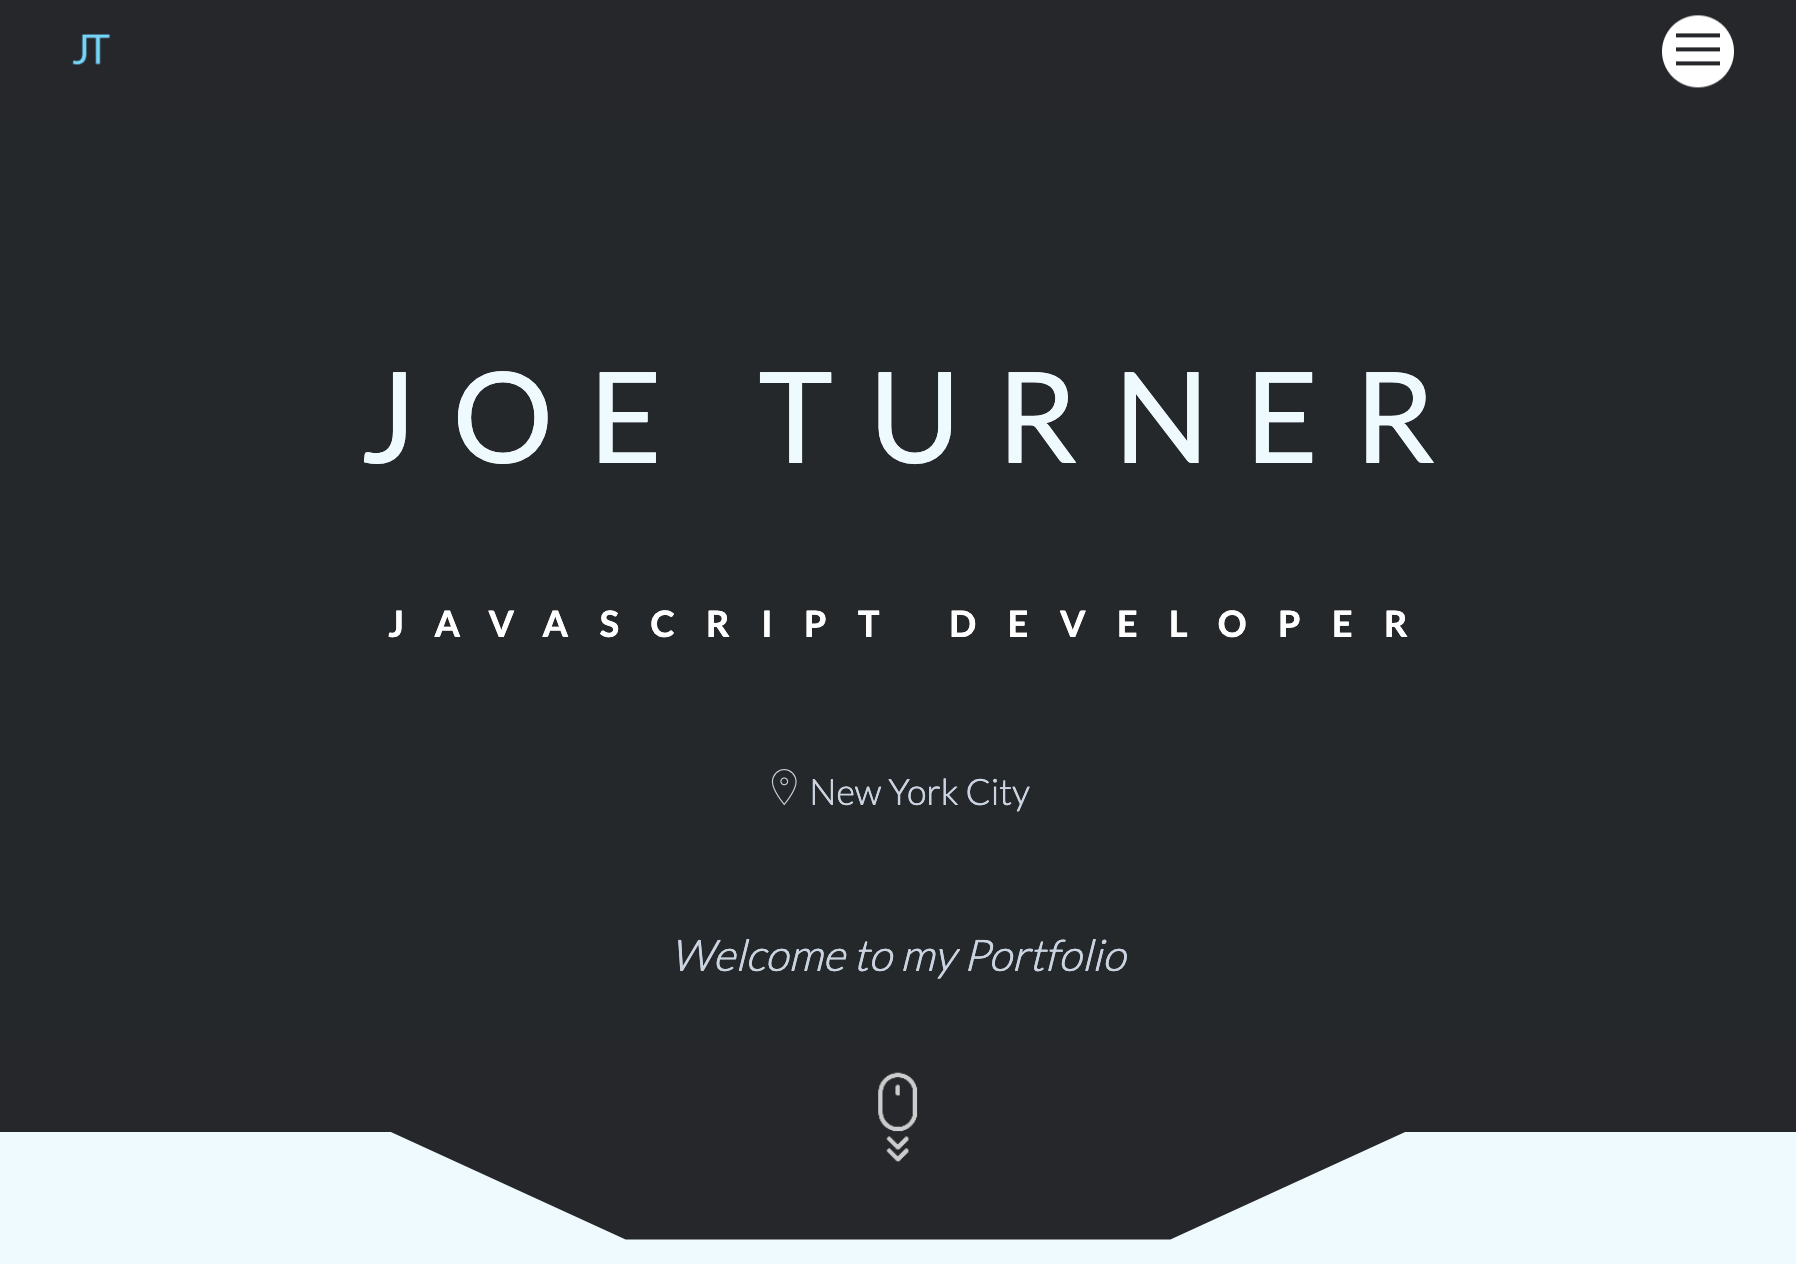 JT
JOE TURNER
JAVASCRIPT DEVELOPER
New York City
Welcome to my Portfolio